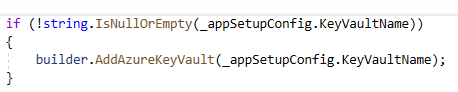 if (!string.IsNullOrEmpty(_appSetupConfig.KeyVaultName))
{
    builder.AddAzureKeyVault(_appSetupConfig.KeyVaultName);
}